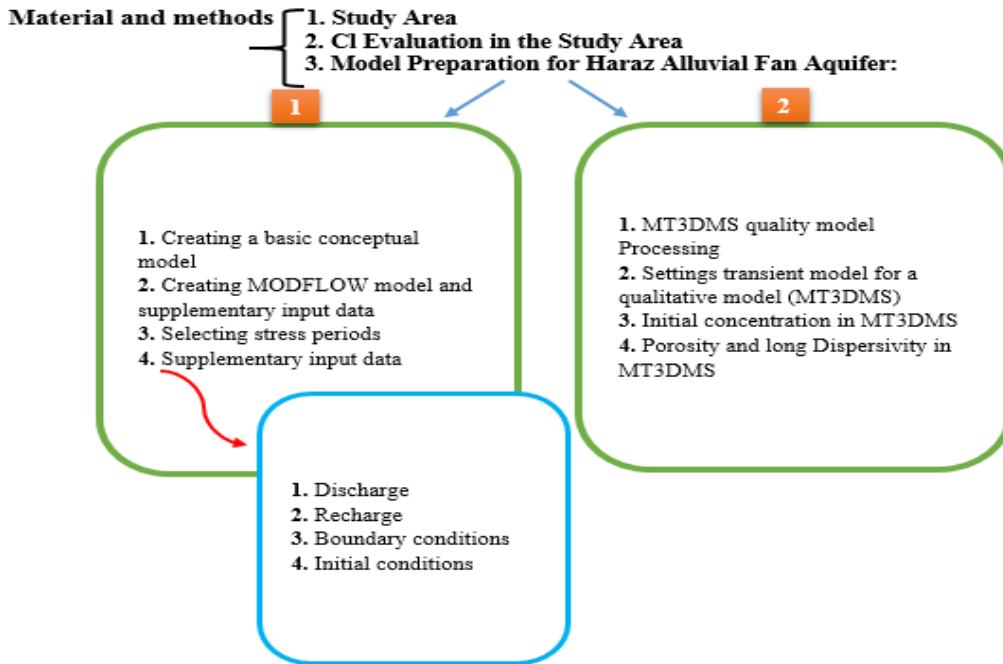 Material and methods
1. Study Area
2. Cl Evaluation in the Study Area
3. Model Preparation for Haraz Alluvial Fan Aquifer:
1
1. Creating a basic conceptual
model
2. Creating MODFLOW model and
supplementary input data
3. Selecting stress periods
4. Supplementary input data
1. Discharge
2. Recharge
3. Boundary conditions
4. Initial conditions
2
1. MT3DMS quality model
Processing
2. Settings transient model for a
qualitative model (MT3DMS)
3. Initial concentration in MT3DMS
4. Porosity and long Dispersivity in
MT3DMS